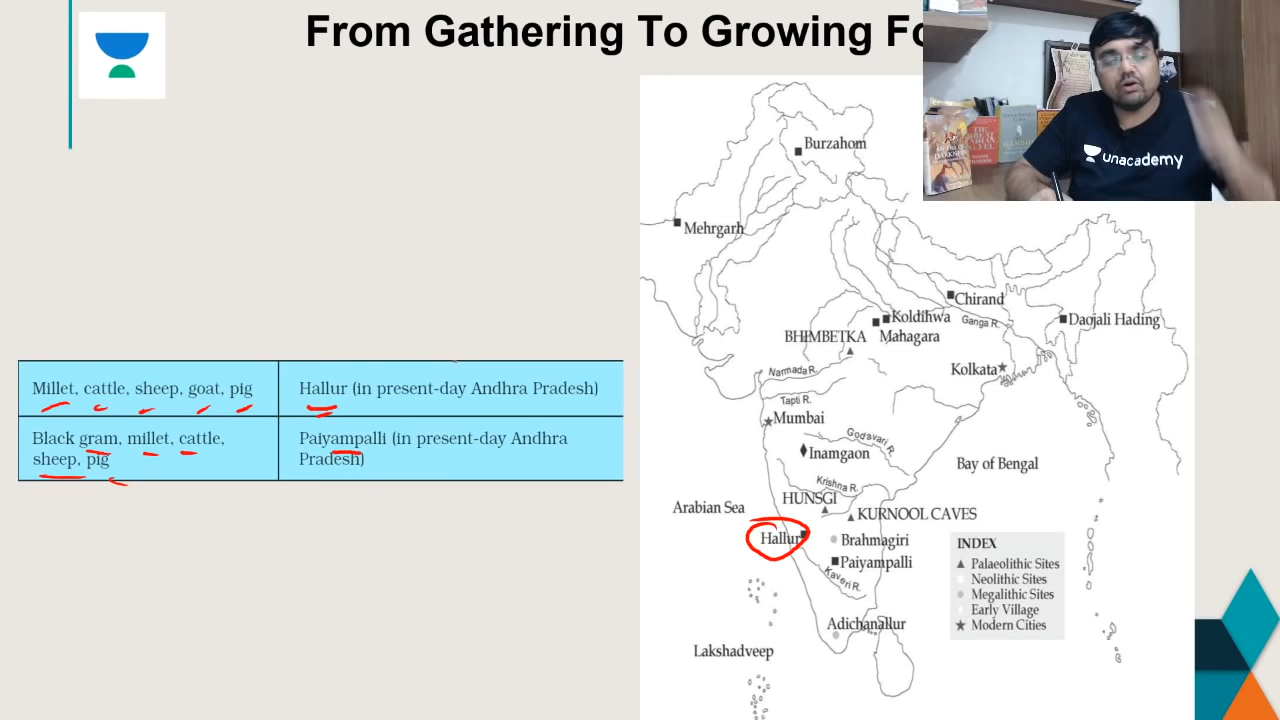 From Gathering To Growing Fo
unacademy
Millet, cattle, sheep, goat, pig
Hallur (in present-day Andhra Pradesh)
Black gram, millet, cattle,
sheep, pig
Paiyampalli (in present-day Andhra
Pradesh)
Burzahom
Mehrgarh
Chirand
Koldihwa
Ganga R.
Daojali Hading
BHIMBETKA
Mahagara
Kolkata
Narmada R.
Tapti R.
Mumbai
Godavari R.
Inamgaon
Bay of Bengal
Krishna R.
HUNSGI
Arabian Sea
KURNOOL CAVES
Hallur
Brahmagiri
Paiyampalli
Kaveri R.
Adichanallur
Lakshadweep
INDEX
Palaeolithic Sites
Neolithic Sites
Megalithic Sites
Early Village
Modern Cities